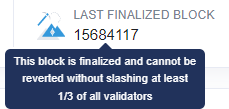 LAST FINALIZED BLOCK
15684117
This block is finalized and cannot be
reverted without slashing at least
1/3 of all validators